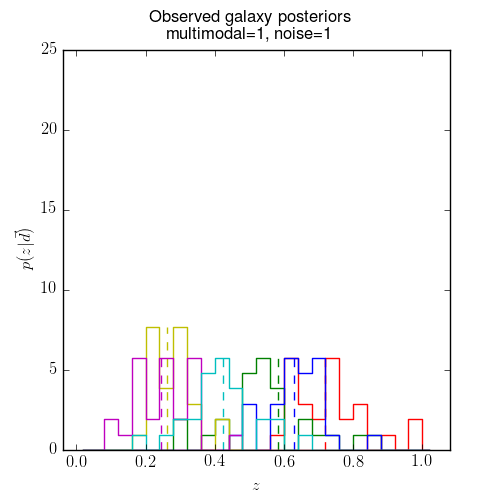 Observed galaxy posteriors
multimodal=1, noise=1
25
20
15
10
5
0
p(z|d⃗)
0.0 0.2 0.4 0.6 0.8 1.0
z